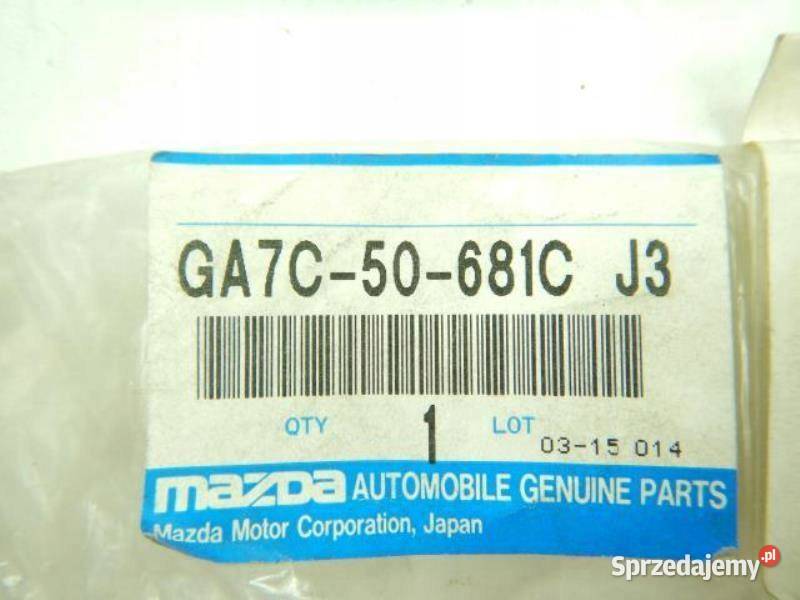 GA7C-50-681C J3
QTY 1 LOT 03-15 014
mazda AUTOMOBILE GENUINE PARTS
Mazda Motor Corporation, Japan
Sprzedajemy.pl